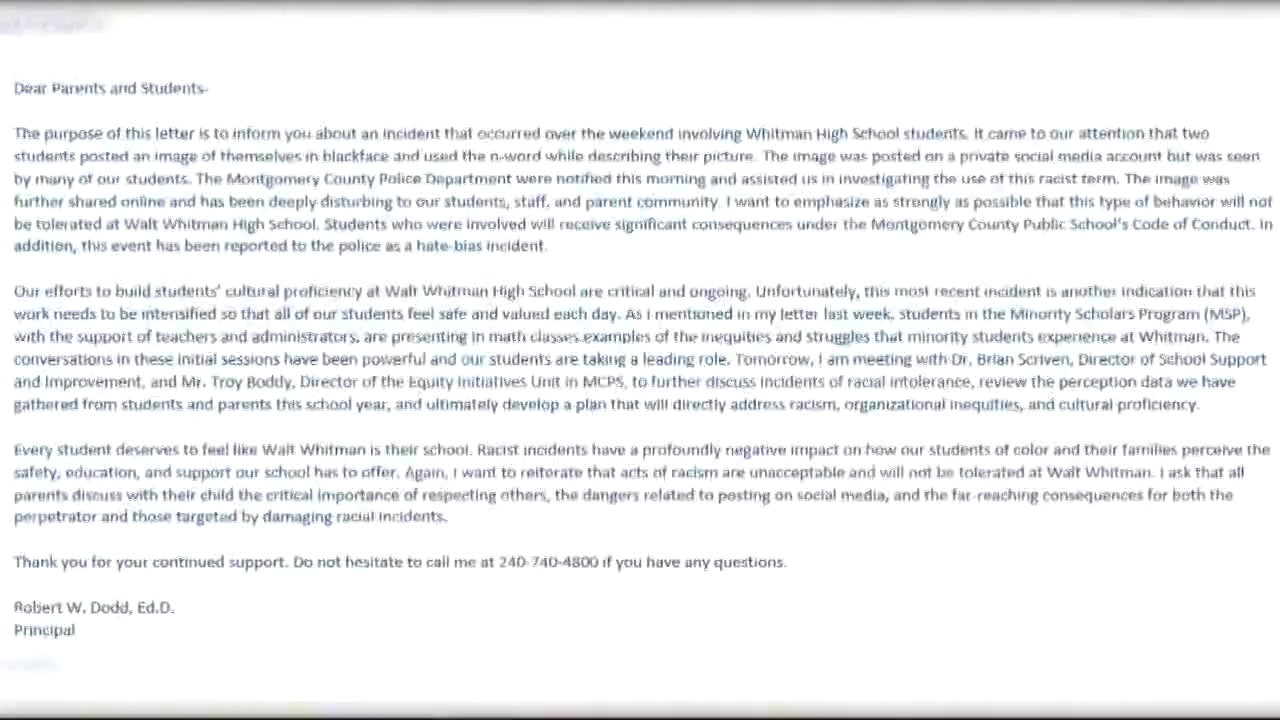 Dear Parents and Students-
The purpose of this letter is to inform you about an incident that occurred over the weekend involving Whitman High School students. It came to our attention that two
students posted an image of themselves in blackface and used the n-word while describing their picture. The image was posted on a private social media account but was seen
by many of our students. The Montgomery County Police Department were notified this morning and assisted us in investigating the use of this racist term. The image was
further shared online and has been deeply disturbing to our students, staff, and parent community. I want to emphasize as strongly as possible that this type of behavior will not
be tolerated at Walt Whitman High School. Students who were involved will receive significant consequences under the Montgomery County Public School's Code of Conduct. In
addition, this event has been reported to the police as a hate-bias incident.
Our efforts to build students' cultural proficiency at Walt Whitman High School are critical and ongoing. Unfortunately, this most recent incident is another indication that this
work needs to be intensified so that all of our students feel safe and valued each day. As I mentioned in my letter last week, students in the Minority Scholars Program (MSP),
with the support of teachers and administrators, are presenting in math classes examples of the inequities and struggles that minority students experience at Whitman. The
conversations in these initial sessions have been powerful and our students are taking a leading role. Tomorrow, I am meeting with Dr. Brian Scriven, Director of School Support
and Improvement, and Mr. Troy Boddy, Director of the Equity Initiatives Unit in MCPS, to further discuss incidents of racial intolerance, review the perception data we have
gathered from students and parents this school year, and ultimately develop a plan that will directly address racism, organizational inequities, and cultural proficiency.
Every student deserves to feel like Walt Whitman is their school. Racist incidents have a profoundly negative impact on how our students of color and their families perceive the
safety, education, and support our school has to offer. Again, I want to reiterate that acts of racism are unacceptable and will not be tolerated at Walt Whitman. I ask that all
parents discuss with their child the critical importance of respecting others, the dangers related to posting on social media, and the far-reaching consequences for both the
perpetrator and those targeted by damaging racial incidents.
Thank you for your continued support. Do not hesitate to call me at 240-740-4800 if you have any questions.
Robert W. Dodd, Ed.D.
Principal